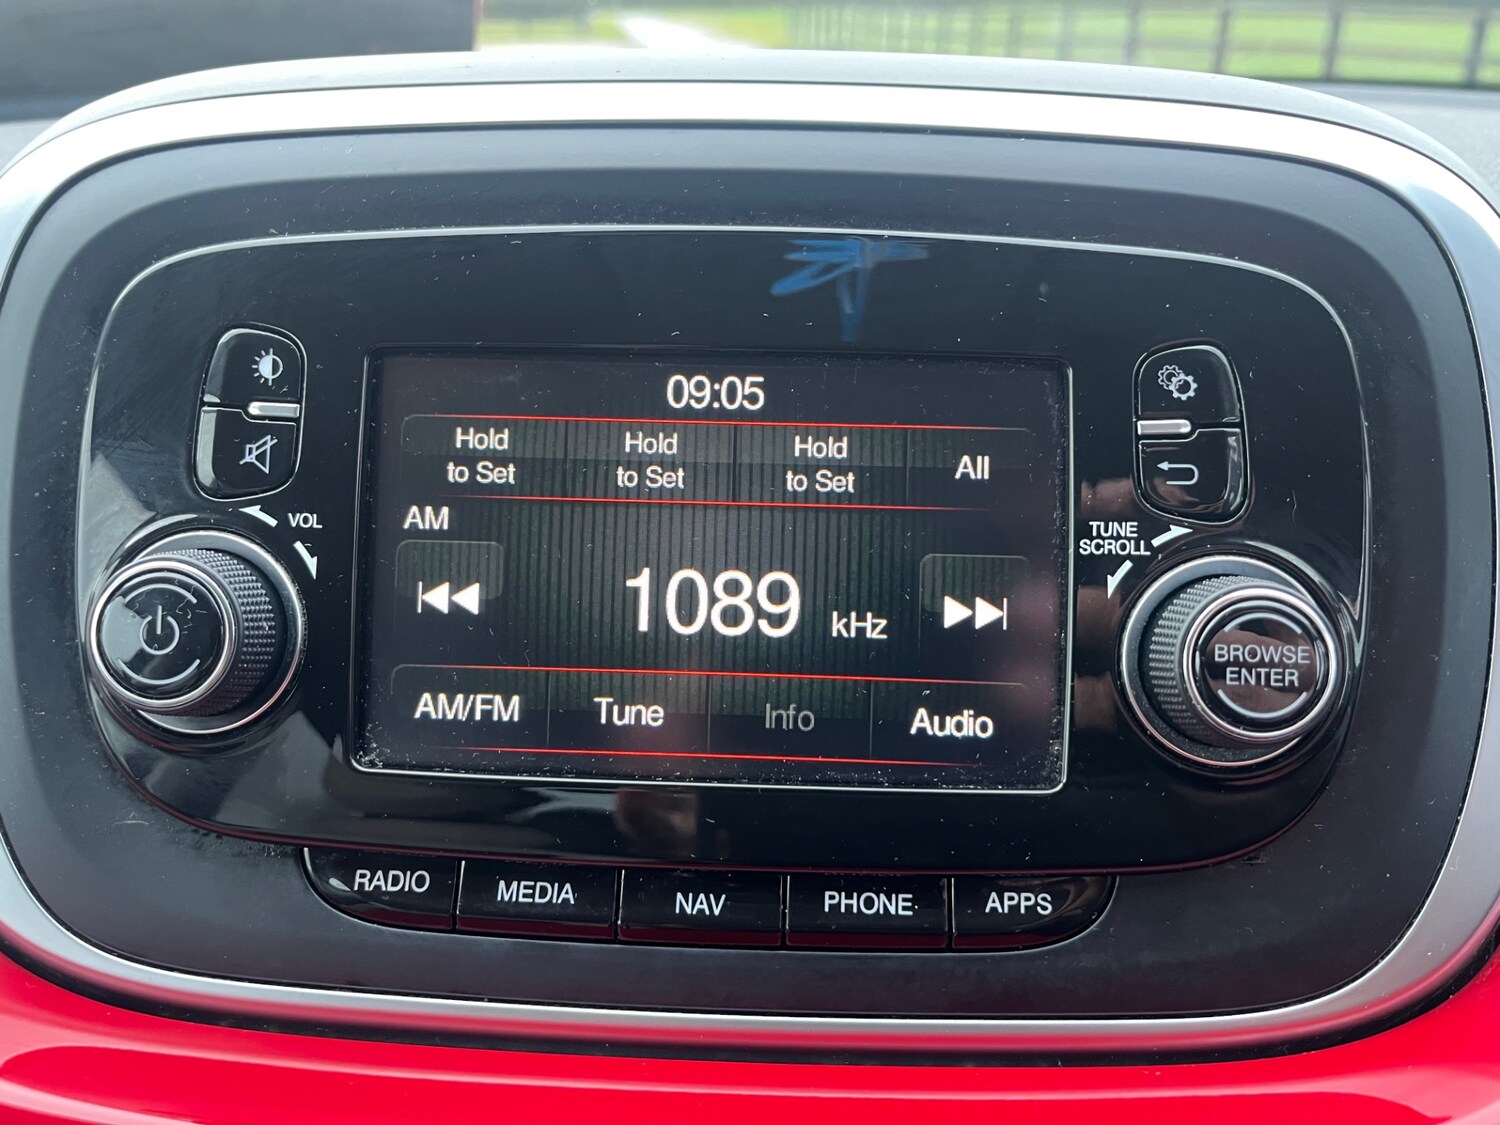 09:05
Hold to Set
Hold to Set
Hold to Set
All
AM
1089 kHz
AM/FM
Tune
Info
Audio
VOL
TUNE
SCROLL
BROWSE
ENTER
RADIO
MEDIA
NAV
PHONE
APPS